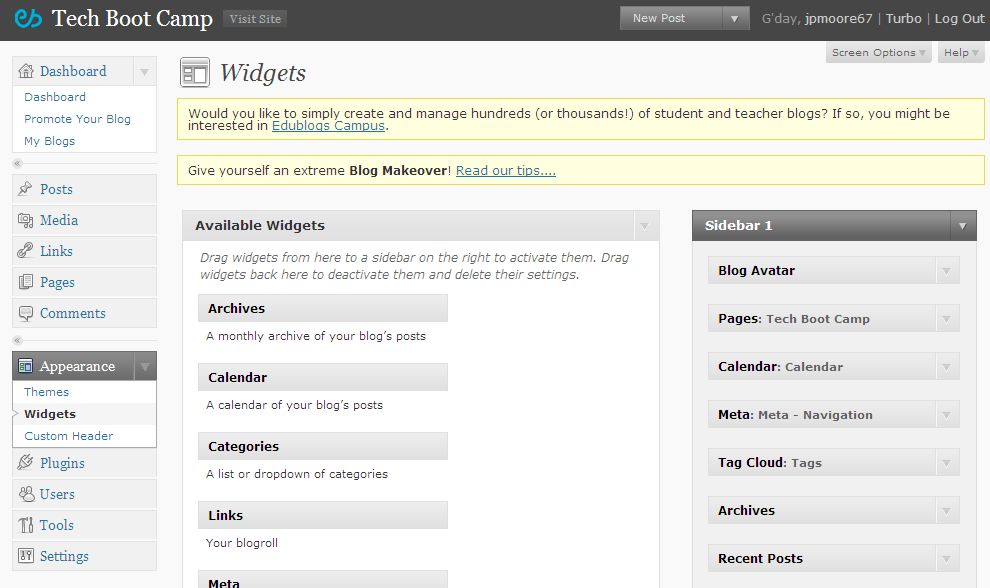 Tech Boot Camp Visit Site New Post G'day, jpmoore67 | Turbo | Log Out
Screen Options Help
Dashboard
Dashboard
Promote Your Blog
My Blogs
Posts
Media
Links
Pages
Comments
Appearance
Themes
Widgets
Custom Header
Plugins
Users
Tools
Settings
Widgets
Would you like to simply create and manage hundreds (or thousands!) of student and teacher blogs? If so, you might be
interested in Edublogs Campus.
Give yourself an extreme Blog Makeover! Read our tips....
Available Widgets
Drag widgets from here to a sidebar on the right to activate them. Drag
widgets back here to deactivate them and delete their settings.
Archives
A monthly archive of your blog's posts
Calendar
A calendar of your blog's posts
Categories
A list or dropdown of categories
Links
Your blogroll
Meta
Sidebar 1
Blog Avatar
Pages: Tech Boot Camp
Calendar: Calendar
Meta: Meta - Navigation
Tag Cloud: Tags
Archives
Recent Posts